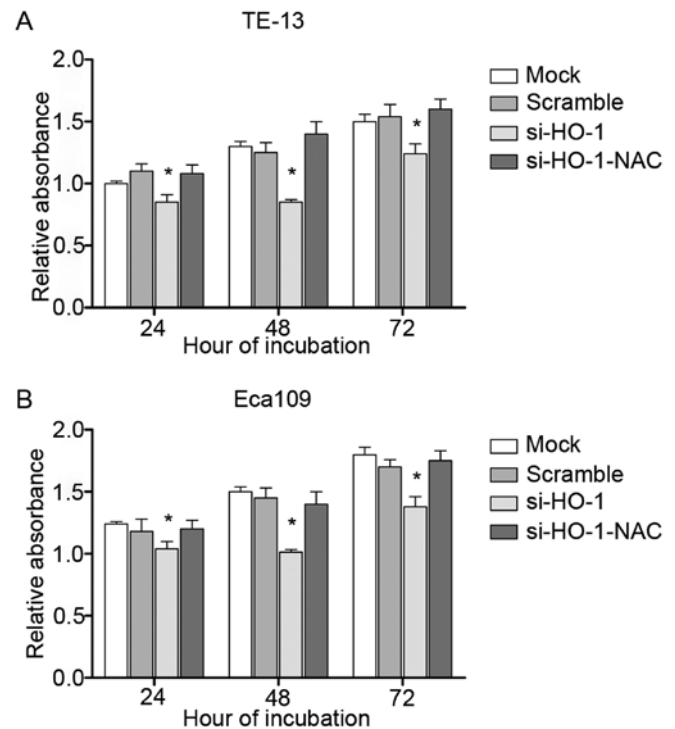 A
TE-13
Relative absorbance
2.0
1.5
1.0
0.5
0.0
*
*
*
24
48
72
Hour of incubation
Mock
Scramble
si-HO-1
si-HO-1-NAC
B
Eca109
Relative absorbance
2.0
1.5
1.0
0.5
0.0
*
*
*
24
48
72
Hour of incubation
Mock
Scramble
si-HO-1
si-HO-1-NAC